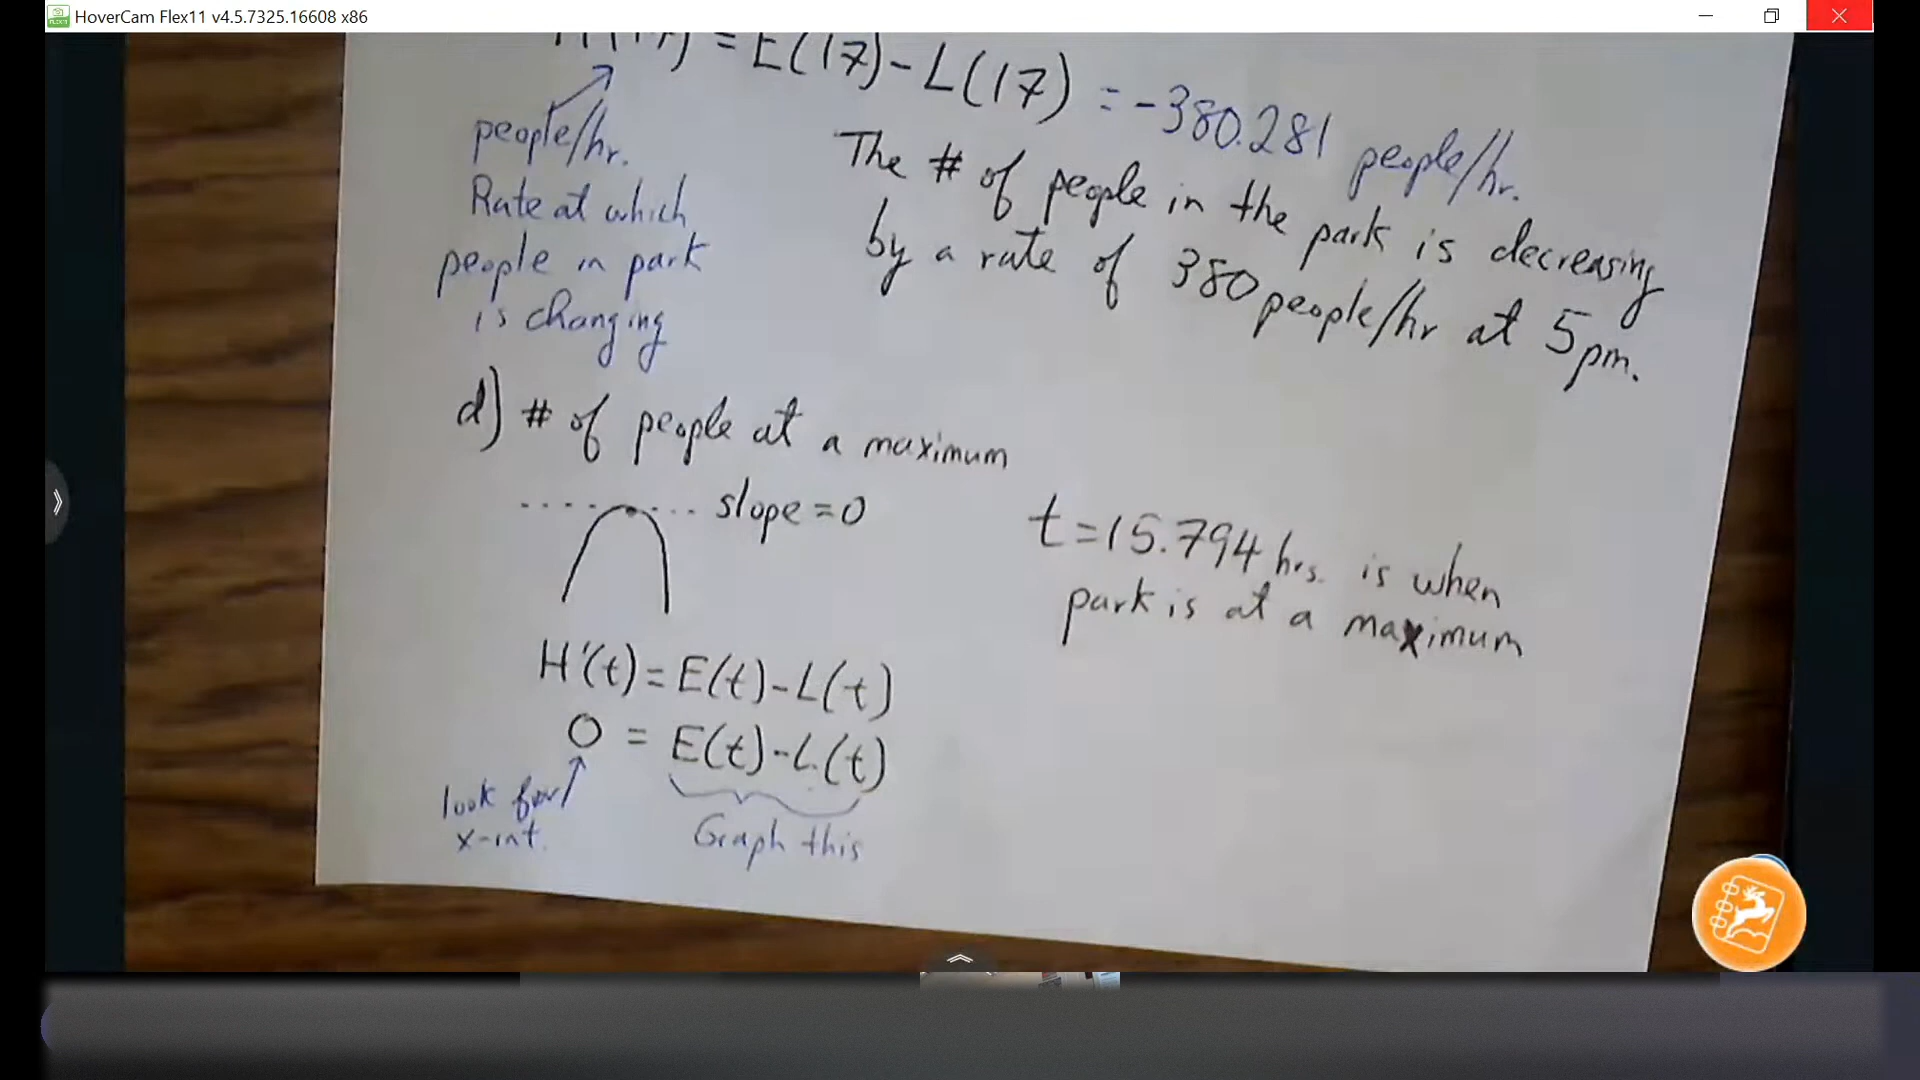 HoverCam Flex11 v4.5.7325.16608 x86
= E(17) - L(17) = -380.281 people/hr.
people/hr.
Rate at which
people in park
is changing
The # of people in the park is decreasing
by a rate of 380 people/hr at 5pm.
d) # of people at a maximum
slope = 0
t = 15.794 hrs. is when
park is at a maximum
H'(t) = E(t) - L(t)
0 = E(t) - L(t)
look for
x-int.
Graph this